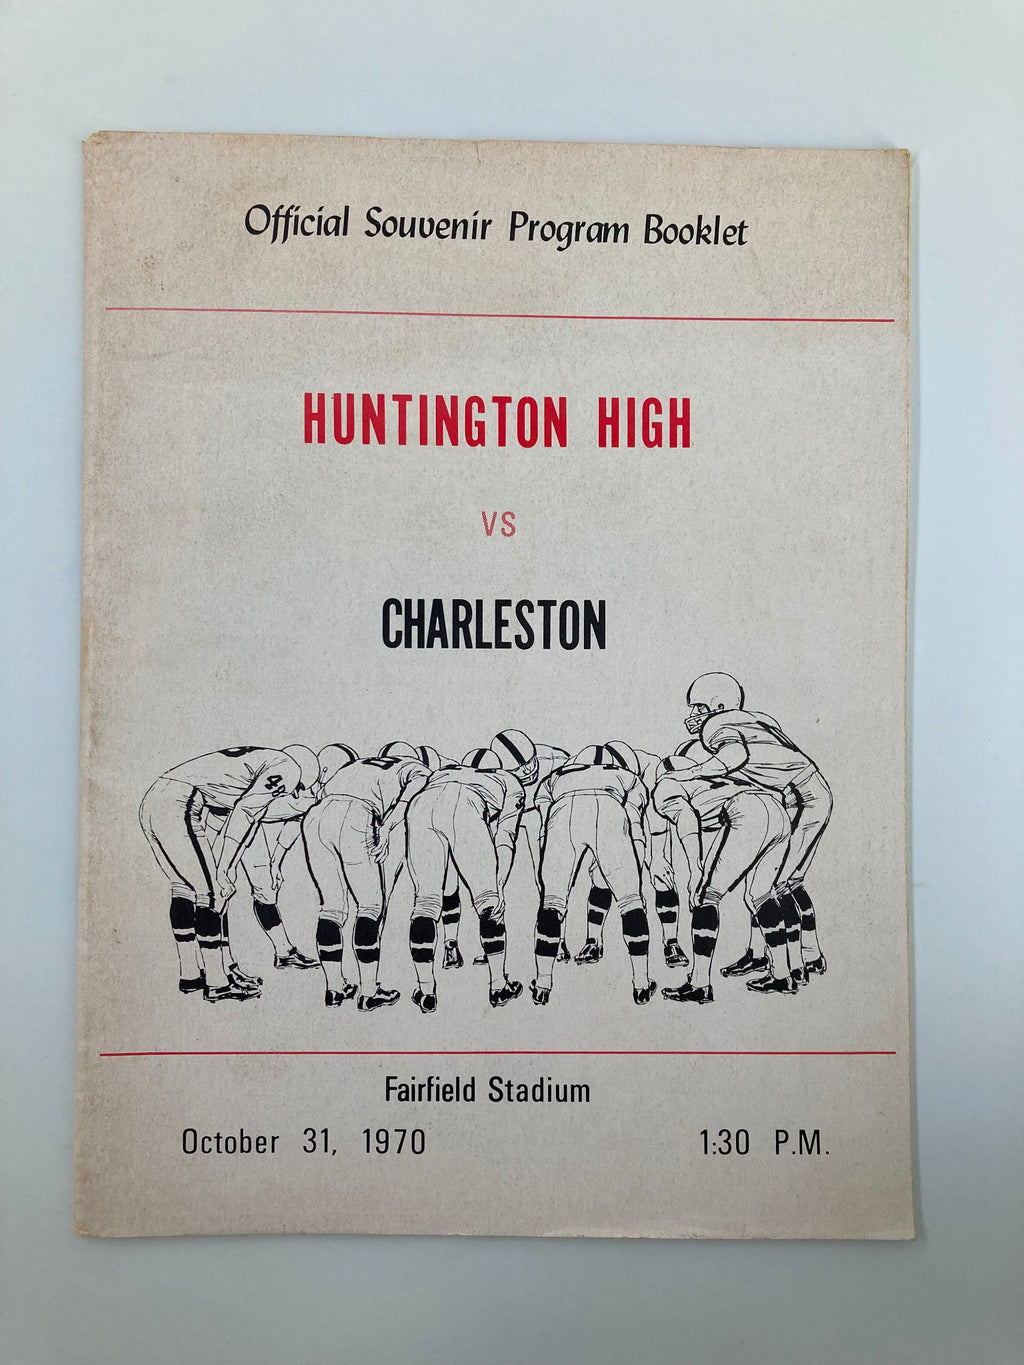 Official Souvenir Program Booklet
HUNTINGTON HIGH
VS
CHARLESTON
Fairfield Stadium
October 31, 1970 1:30 P.M.